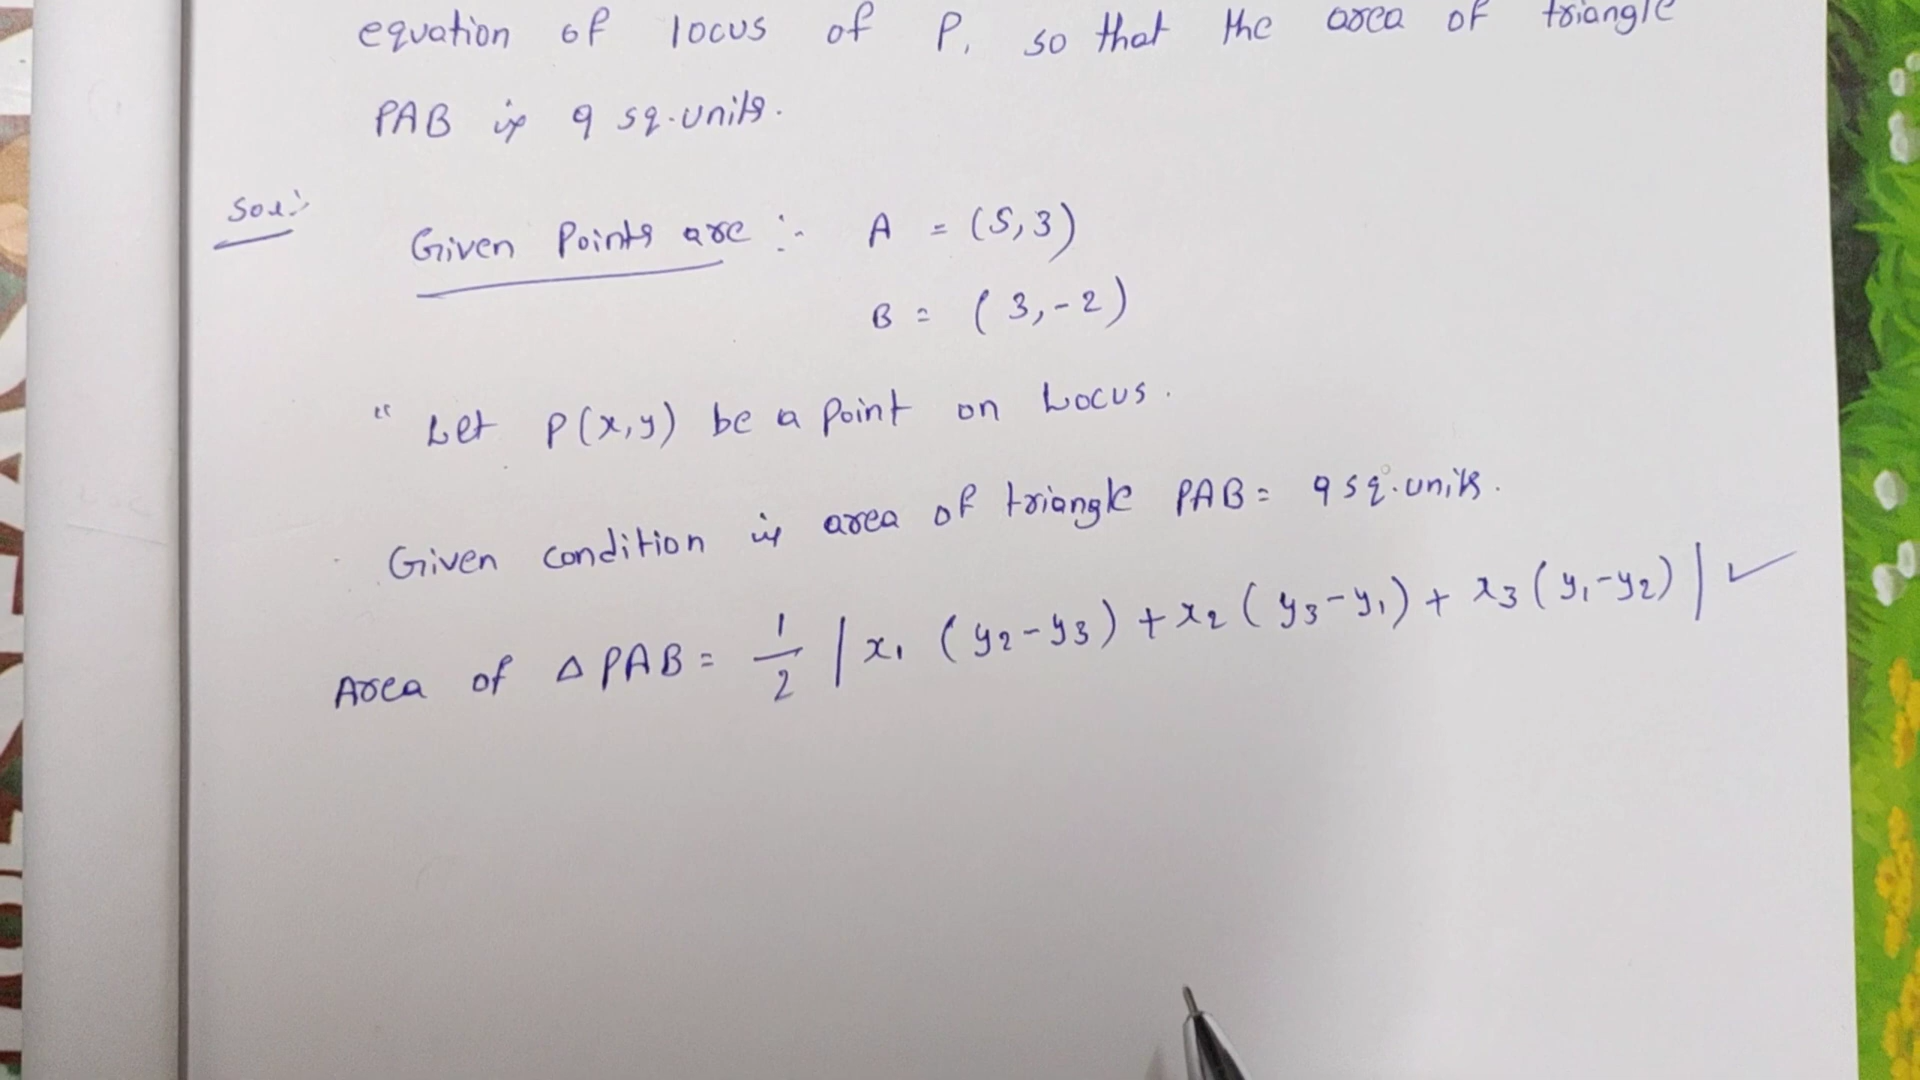 equation of locus of P, so that the area of triangle
PAB is 9 sq.units.
Sol:-
Given Points are :- A = (5,3)
B = (3,-2)
" Let P(x,y) be a point on Locus.
Given condition is area of triangle PAB = 9 sq.units.
Area of △PAB = 1/2 | x₁ (y₂-y₃) + x₂ (y₃-y₁) + x₃ (y₁-y₂) | ✓